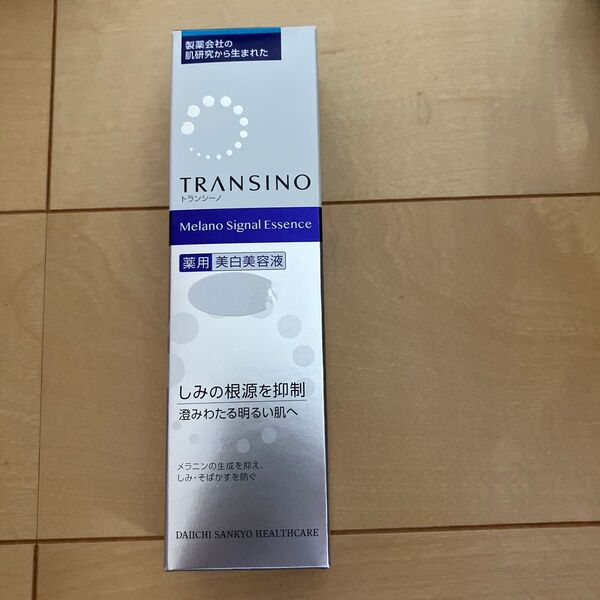 製薬会社の
肌研究から生まれた
TRANSINO
トランシーノ
Melano Signal Essence
薬用 美白美容液
しみの根源を抑制
澄みわたる明るい肌へ
メラニンの生成を抑え、
しみ・そばかすを防ぐ
DAIICHI SANKYO HEALTHCARE